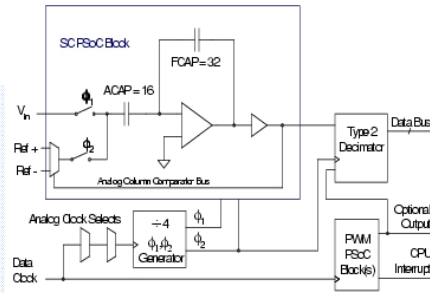 SC PSoC Block
FCAP = 32
ACAP = 16
ϕ1
Vin
ϕ2
Ref +
Ref -
Analog Column Comparator Bus
Type 2
Decimator
Data Bus
Analog Clock Selects
÷ 4
ϕ1, ϕ2
Generator
ϕ1
ϕ2
Data
Clock
PWM
PSoC
Block(s)
Optional
Output
CPU
Interrupt